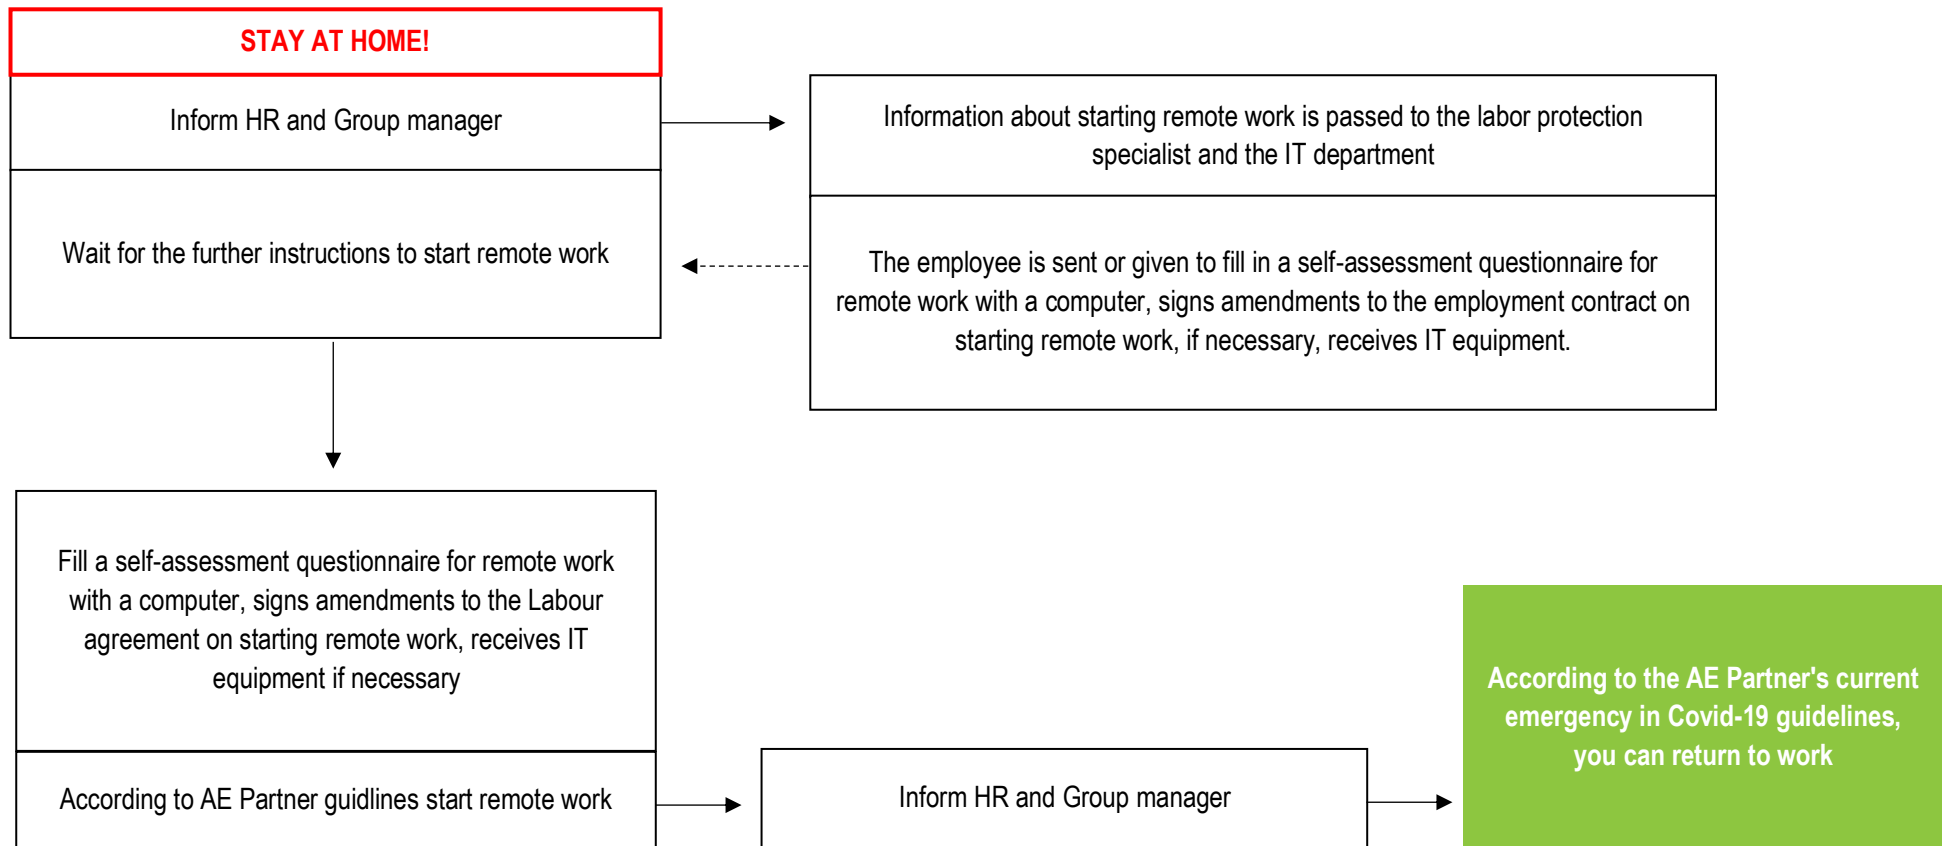 STAY AT HOME!
Inform HR and Group manager
Wait for the further instructions to start remote work
Information about starting remote work is passed to the labor protection
specialist and the IT department
The employee is sent or given to fill in a self-assessment questionnaire for
remote work with a computer, signs amendments to the employment contract on
starting remote work, if necessary, receives IT equipment.
Fill a self-assessment questionnaire for remote work
with a computer, signs amendments to the Labour
agreement on starting remote work, receives IT
equipment if necessary
According to AE Partner guidlines start remote work
Inform HR and Group manager
According to the AE Partner's current
emergency in Covid-19 guidelines,
you can return to work